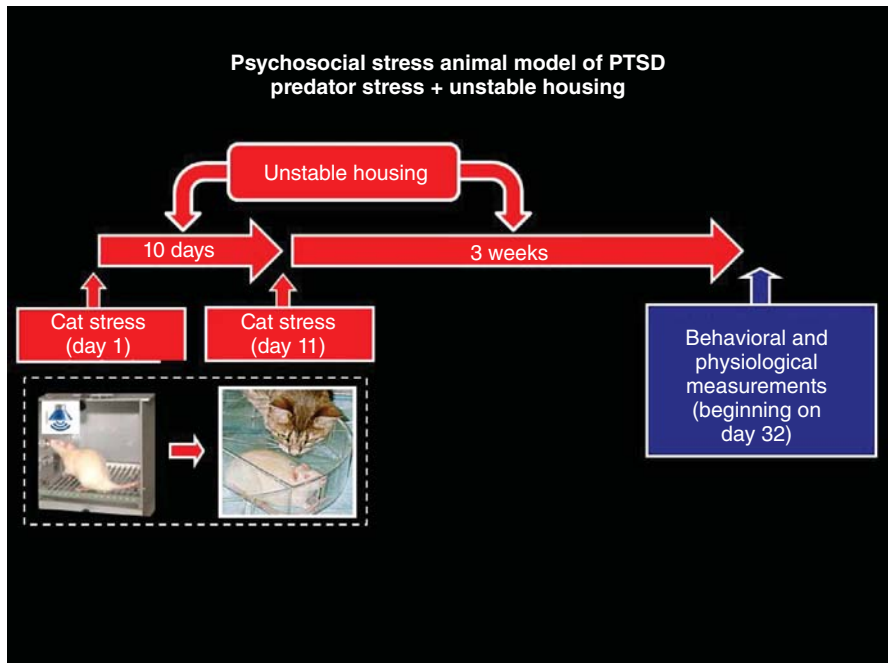 Psychosocial stress animal model of PTSD
predator stress + unstable housing
Unstable housing
10 days
3 weeks
Cat stress
(day 1)
Cat stress
(day 11)
Behavioral and
physiological
measurements
(beginning on
day 32)